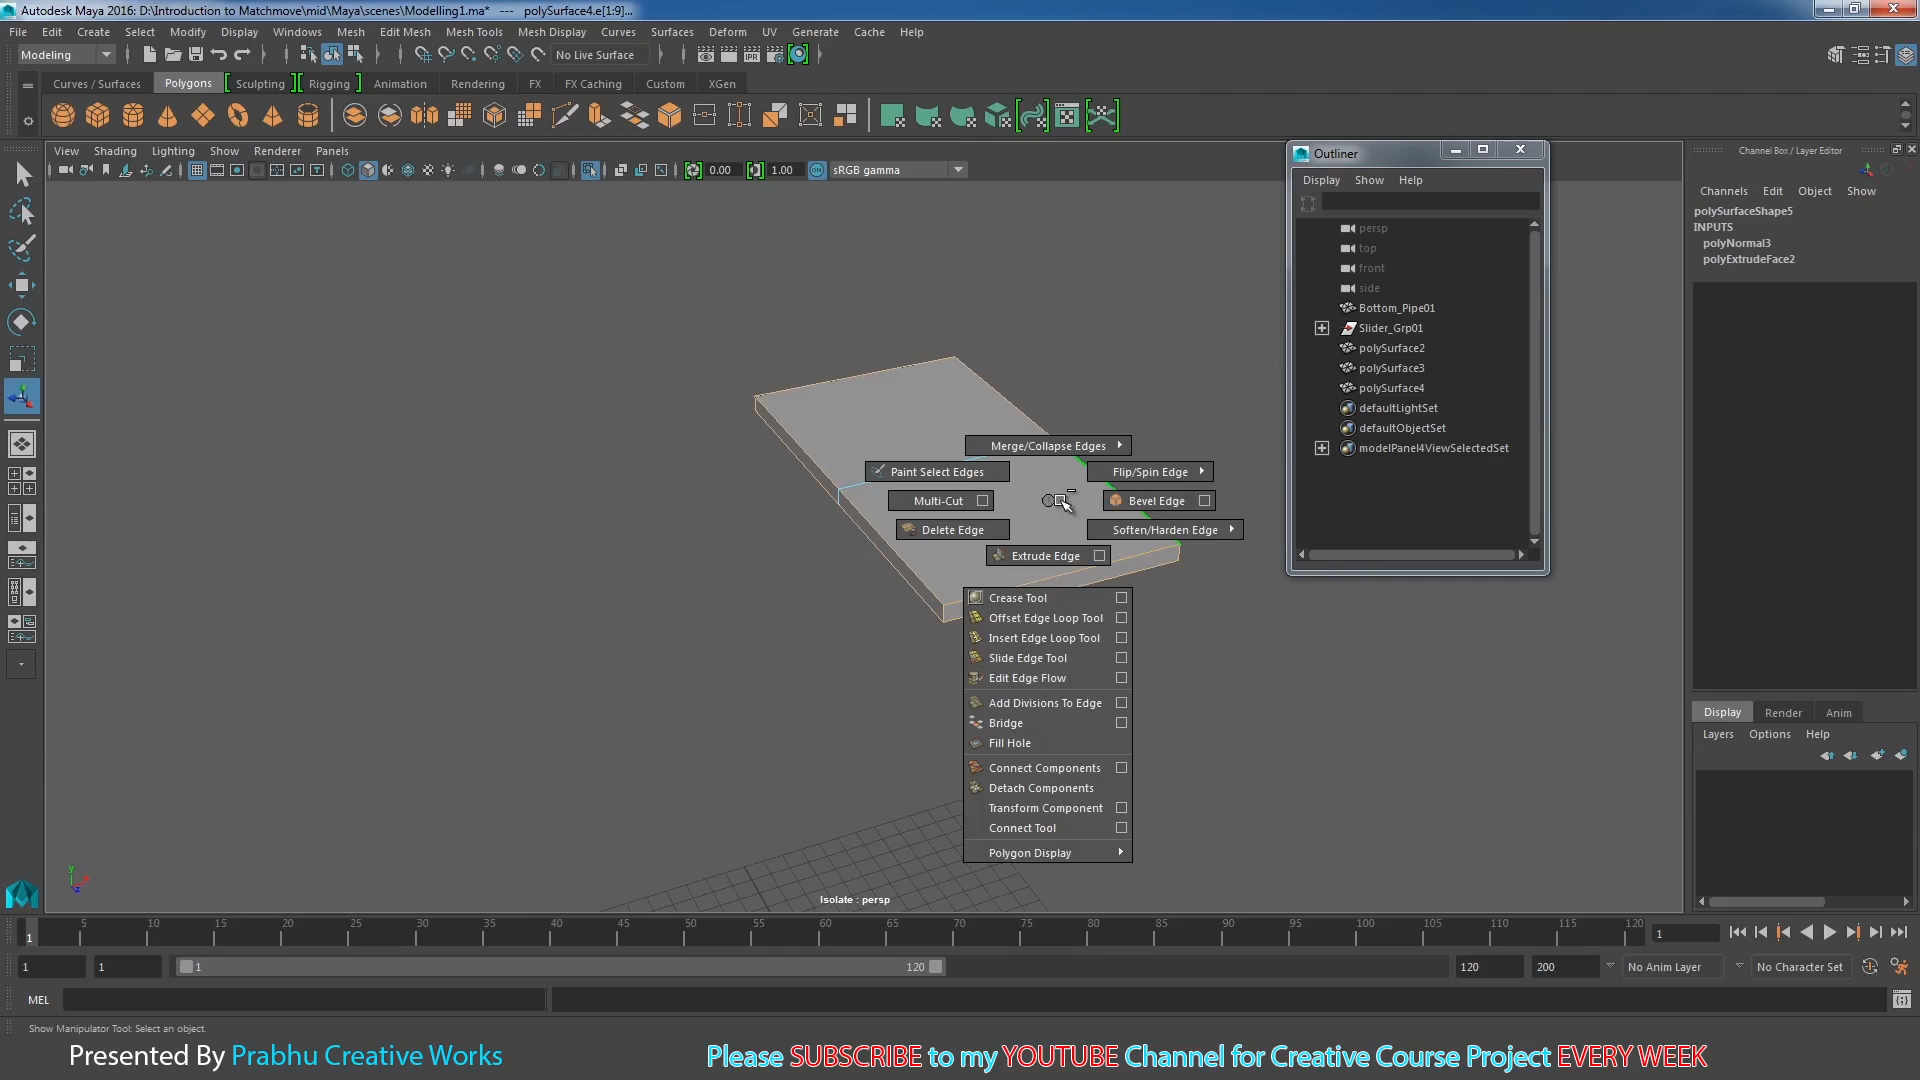 Autodesk Maya 2016: D:\Introduction to Matchmove\mid\Maya\scenes\Modelling1.ma* --- polySurface4.e[1:9]...
File Edit Create Select Modify Display Windows Mesh Edit Mesh Mesh Tools Mesh Display Curves Surfaces Deform UV Generate Cache Help
Modeling No Live Surface IPR
Curves / Surfaces Polygons Sculpting Rigging Animation Rendering FX FX Caching Custom XGen
View Shading Lighting Show Renderer Panels
0.00 1.00 ON sRGB gamma
Outliner
Display Show Help
persp
top
front
side
Bottom_Pipe01
Slider_Grp01
polySurface2
polySurface3
polySurface4
defaultLightSet
defaultObjectSet
modelPanel4ViewSelectedSet
Channel Box / Layer Editor
Channels Edit Object Show
polySurfaceShape5
INPUTS
polyNormal3
polyExtrudeFace2
Merge/Collapse Edges
Paint Select Edges Flip/Spin Edge
Multi-Cut Bevel Edge
Delete Edge Soften/Harden Edge
Extrude Edge
Crease Tool
Offset Edge Loop Tool
Insert Edge Loop Tool
Slide Edge Tool
Edit Edge Flow
Add Divisions To Edge
Bridge
Fill Hole
Connect Components
Detach Components
Transform Component
Connect Tool
Polygon Display
Display Render Anim
Layers Options Help
y
z
Isolate : persp
1 5 10 15 20 25 30 35 40 45 50 55 60 65 70 75 80 85 90 95 100 105 110 115 120 1
1 1 1 120 120 200 No Anim Layer No Character Set
MEL
Show Manipulator Tool: Select an object.
Presented By Prabhu Creative Works Please SUBSCRIBE to my YOUTUBE Channel for Creative Course Project EVERY WEEK